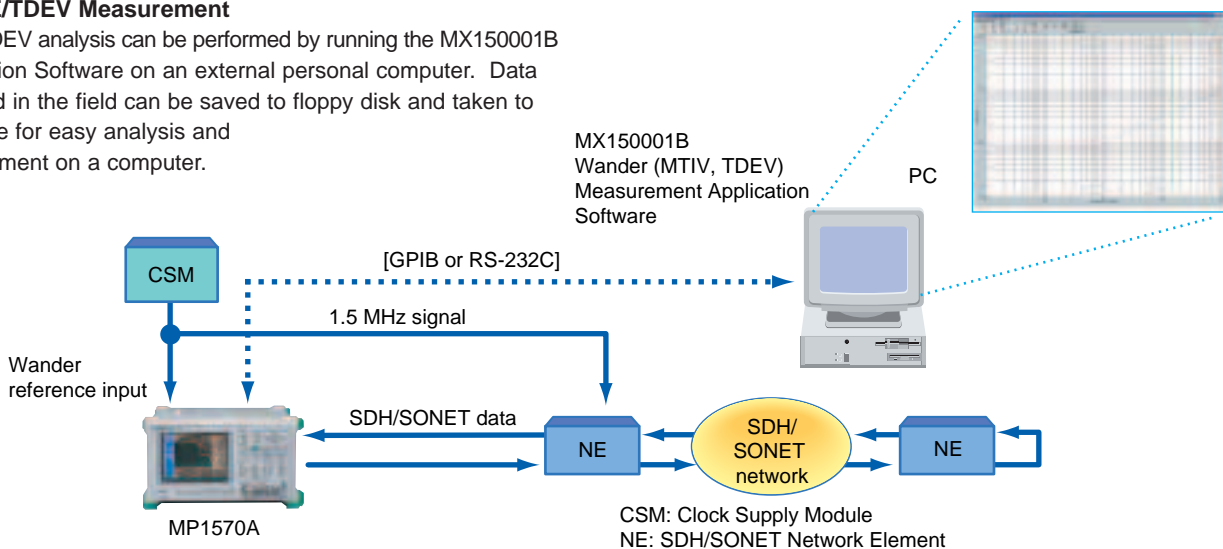 /TDEV Measurement
DEV analysis can be performed by running the MX150001B
ion Software on an external personal computer. Data
d in the field can be saved to floppy disk and taken to
e for easy analysis and
ment on a computer.
MX150001B
Wander (MTIV, TDEV)
Measurement Application
Software
PC
CSM
[GPIB or RS-232C]
1.5 MHz signal
Wander
reference input
SDH/SONET data
NE
SDH/
SONET
network
NE
MP1570A
CSM: Clock Supply Module
NE: SDH/SONET Network Element